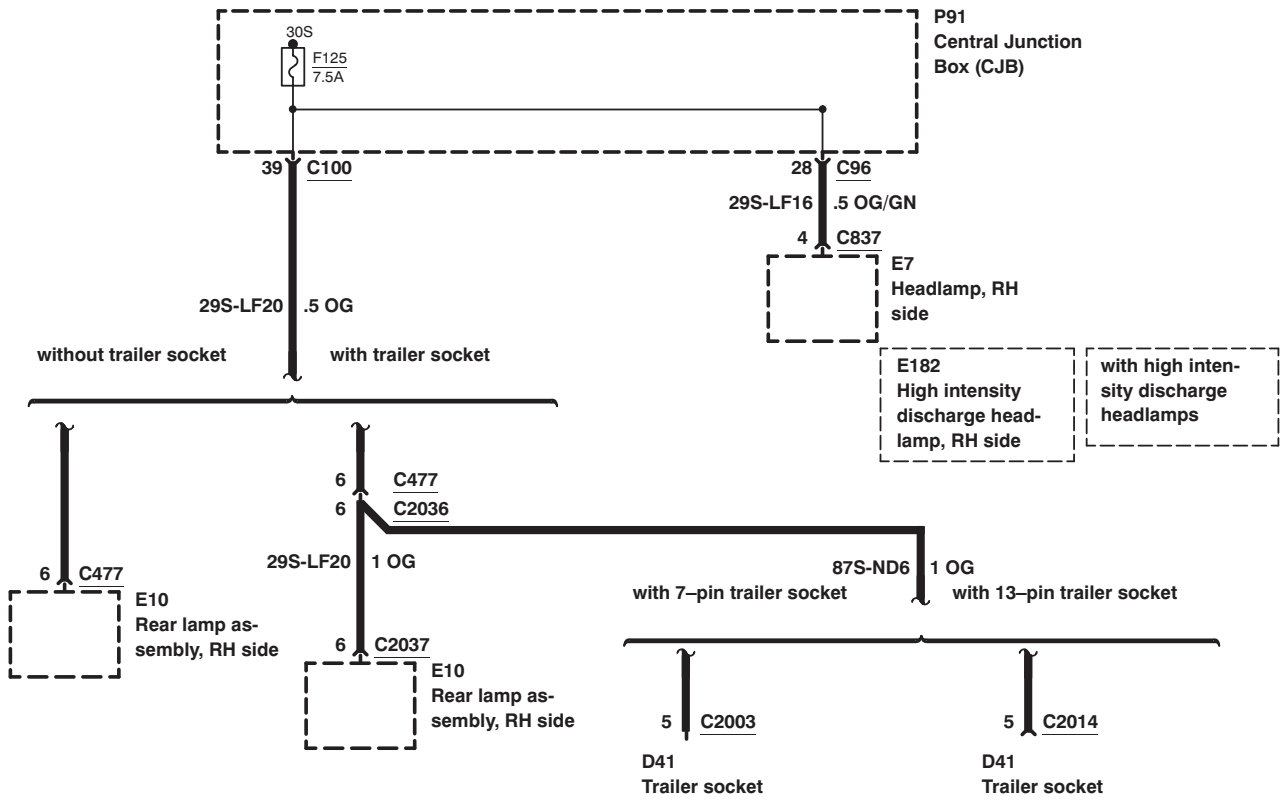 P91
Central Junction
Box (CJB)
30S
F125
7.5A
39 C100
28 C96
29S-LF16 .5 OG/GN
4 C837
E7
Headlamp, RH
side
29S-LF20 .5 OG
without trailer socket
with trailer socket
E182
High intensity
discharge head-
lamp, RH side
with high inten-
sity discharge
headlamps
6 C477
6 C2036
29S-LF20 1 OG
87S-ND6 1 OG
6 C477
with 7–pin trailer socket
with 13–pin trailer socket
E10
Rear lamp as-
sembly, RH side
6 C2037
E10
Rear lamp as-
sembly, RH side
5 C2003
5 C2014
D41
Trailer socket
D41
Trailer socket